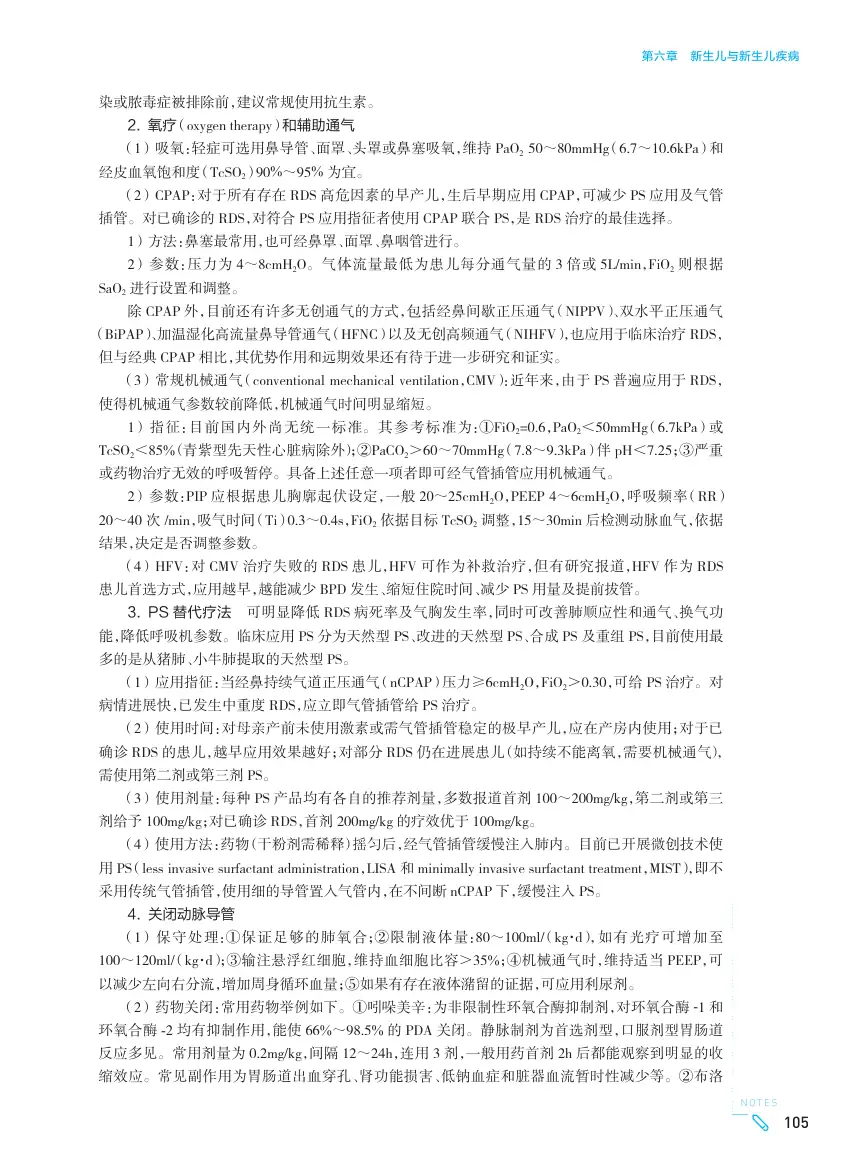 第六章 新生儿与新生儿疾病
染或脓毒症被排除前,建议常规使用抗生素。
2. 氧疗(oxygen therapy)和辅助通气
(1)吸氧:轻症可选用鼻导管、面罩、头罩或鼻塞吸氧,维持 PaO₂ 50～80mmHg(6.7～10.6kPa)和
经皮血氧饱和度(TcSO₂)90%～95% 为宜。
(2)CPAP:对于所有存在 RDS 高危因素的早产儿,生后早期应用 CPAP,可减少 PS 应用及气管
插管。对已确诊的 RDS,对符合 PS 应用指征者使用 CPAP 联合 PS,是 RDS 治疗的最佳选择。
1)方法:鼻塞最常用,也可经鼻罩、面罩、鼻咽管进行。
2)参数:压力为 4～8cmH₂O。气体流量最低为患儿每分通气量的 3 倍或 5L/min,FiO₂ 则根据
SaO₂ 进行设置和调整。
除 CPAP 外,目前还有许多无创通气的方式,包括经鼻间歇正压通气(NIPPV)、双水平正压通气
(BiPAP)、加温湿化高流量鼻导管通气(HFNC)以及无创高频通气(NIHFV),也应用于临床治疗 RDS,
但与经典 CPAP 相比,其优势作用和远期效果还有待于进一步研究和证实。
(3)常规机械通气(conventional mechanical ventilation,CMV):近年来,由于 PS 普遍应用于 RDS,
使得机械通气参数较前降低,机械通气时间明显缩短。
1)指征:目前国内外尚无统一标准。其参考标准为:①FiO₂=0.6,PaO₂＜50mmHg(6.7kPa)或
TcSO₂＜85%(青紫型先天性心脏病除外);②PaCO₂＞60～70mmHg(7.8～9.3kPa)伴 pH＜7.25;③严重
或药物治疗无效的呼吸暂停。具备上述任意一项者即可经气管插管应用机械通气。
2)参数:PIP 应根据患儿胸廓起伏设定,一般 20～25cmH₂O,PEEP 4～6cmH₂O,呼吸频率(RR)
20～40 次 /min,吸气时间(Ti)0.3～0.4s,FiO₂ 依据目标 TcSO₂ 调整,15～30min 后检测动脉血气,依据
结果,决定是否调整参数。
(4)HFV:对 CMV 治疗失败的 RDS 患儿,HFV 可作为补救治疗,但有研究报道,HFV 作为 RDS
患儿首选方式,应用越早,越能减少 BPD 发生、缩短住院时间、减少 PS 用量及提前拔管。
3. PS 替代疗法 可明显降低 RDS 病死率及气胸发生率,同时可改善肺顺应性和通气、换气功
能,降低呼吸机参数。临床应用 PS 分为天然型 PS、改进的天然型 PS、合成 PS 及重组 PS,目前使用最
多的是从猪肺、小牛肺提取的天然型 PS。
(1)应用指征:当经鼻持续气道正压通气(nCPAP)压力≥6cmH₂O,FiO₂＞0.30,可给 PS 治疗。对
病情进展快,已发生中重度 RDS,应立即气管插管给 PS 治疗。
(2)使用时间:对母亲产前未使用激素或需气管插管稳定的极早产儿,应在产房内使用;对于已
确诊 RDS 的患儿,越早应用效果越好;对部分 RDS 仍在进展患儿(如持续不能离氧,需要机械通气),
需使用第二剂或第三剂 PS。
(3)使用剂量:每种 PS 产品均有各自的推荐剂量,多数报道首剂 100～200mg/kg,第二剂或第三
剂给予 100mg/kg;对已确诊 RDS,首剂 200mg/kg 的疗效优于 100mg/kg。
(4)使用方法:药物(干粉剂需稀释)摇匀后,经气管插管缓慢注入肺内。目前已开展微创技术使
用 PS(less invasive surfactant administration,LISA 和 minimally invasive surfactant treatment,MIST),即不
采用传统气管插管,使用细的导管置入气管内,在不间断 nCPAP 下,缓慢注入 PS。
4. 关闭动脉导管
(1)保守处理:①保证足够的肺氧合;②限制液体量:80～100ml/(kg·d),如有光疗可增加至
100～120ml/(kg·d);③输注悬浮红细胞,维持血细胞比容＞35%;④机械通气时,维持适当 PEEP,可
以减少左向右分流,增加周身循环血量;⑤如果有存在液体潴留的证据,可应用利尿剂。
(2)药物关闭:常用药物举例如下。①吲哚美辛:为非限制性环氧合酶抑制剂,对环氧合酶 -1 和
环氧合酶 -2 均有抑制作用,能使 66%～98.5% 的 PDA 关闭。静脉制剂为首选剂型,口服剂型胃肠道
反应多见。常用剂量为 0.2mg/kg,间隔 12～24h,连用 3 剂,一般用药首剂 2h 后都能观察到明显的收
缩效应。常见副作用为胃肠道出血穿孔、肾功能损害、低钠血症和脏器血流暂时性减少等。②布洛
NOTES
105